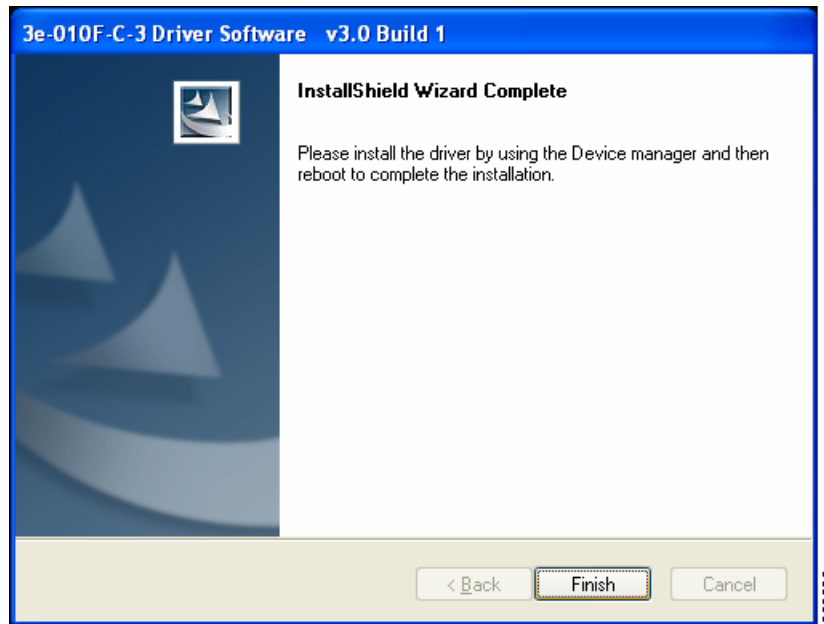 3e-010F-C-3 Driver Software v3.0 Build 1
InstallShield Wizard Complete
Please install the driver by using the Device manager and then
reboot to complete the installation.
< Back
Finish
Cancel